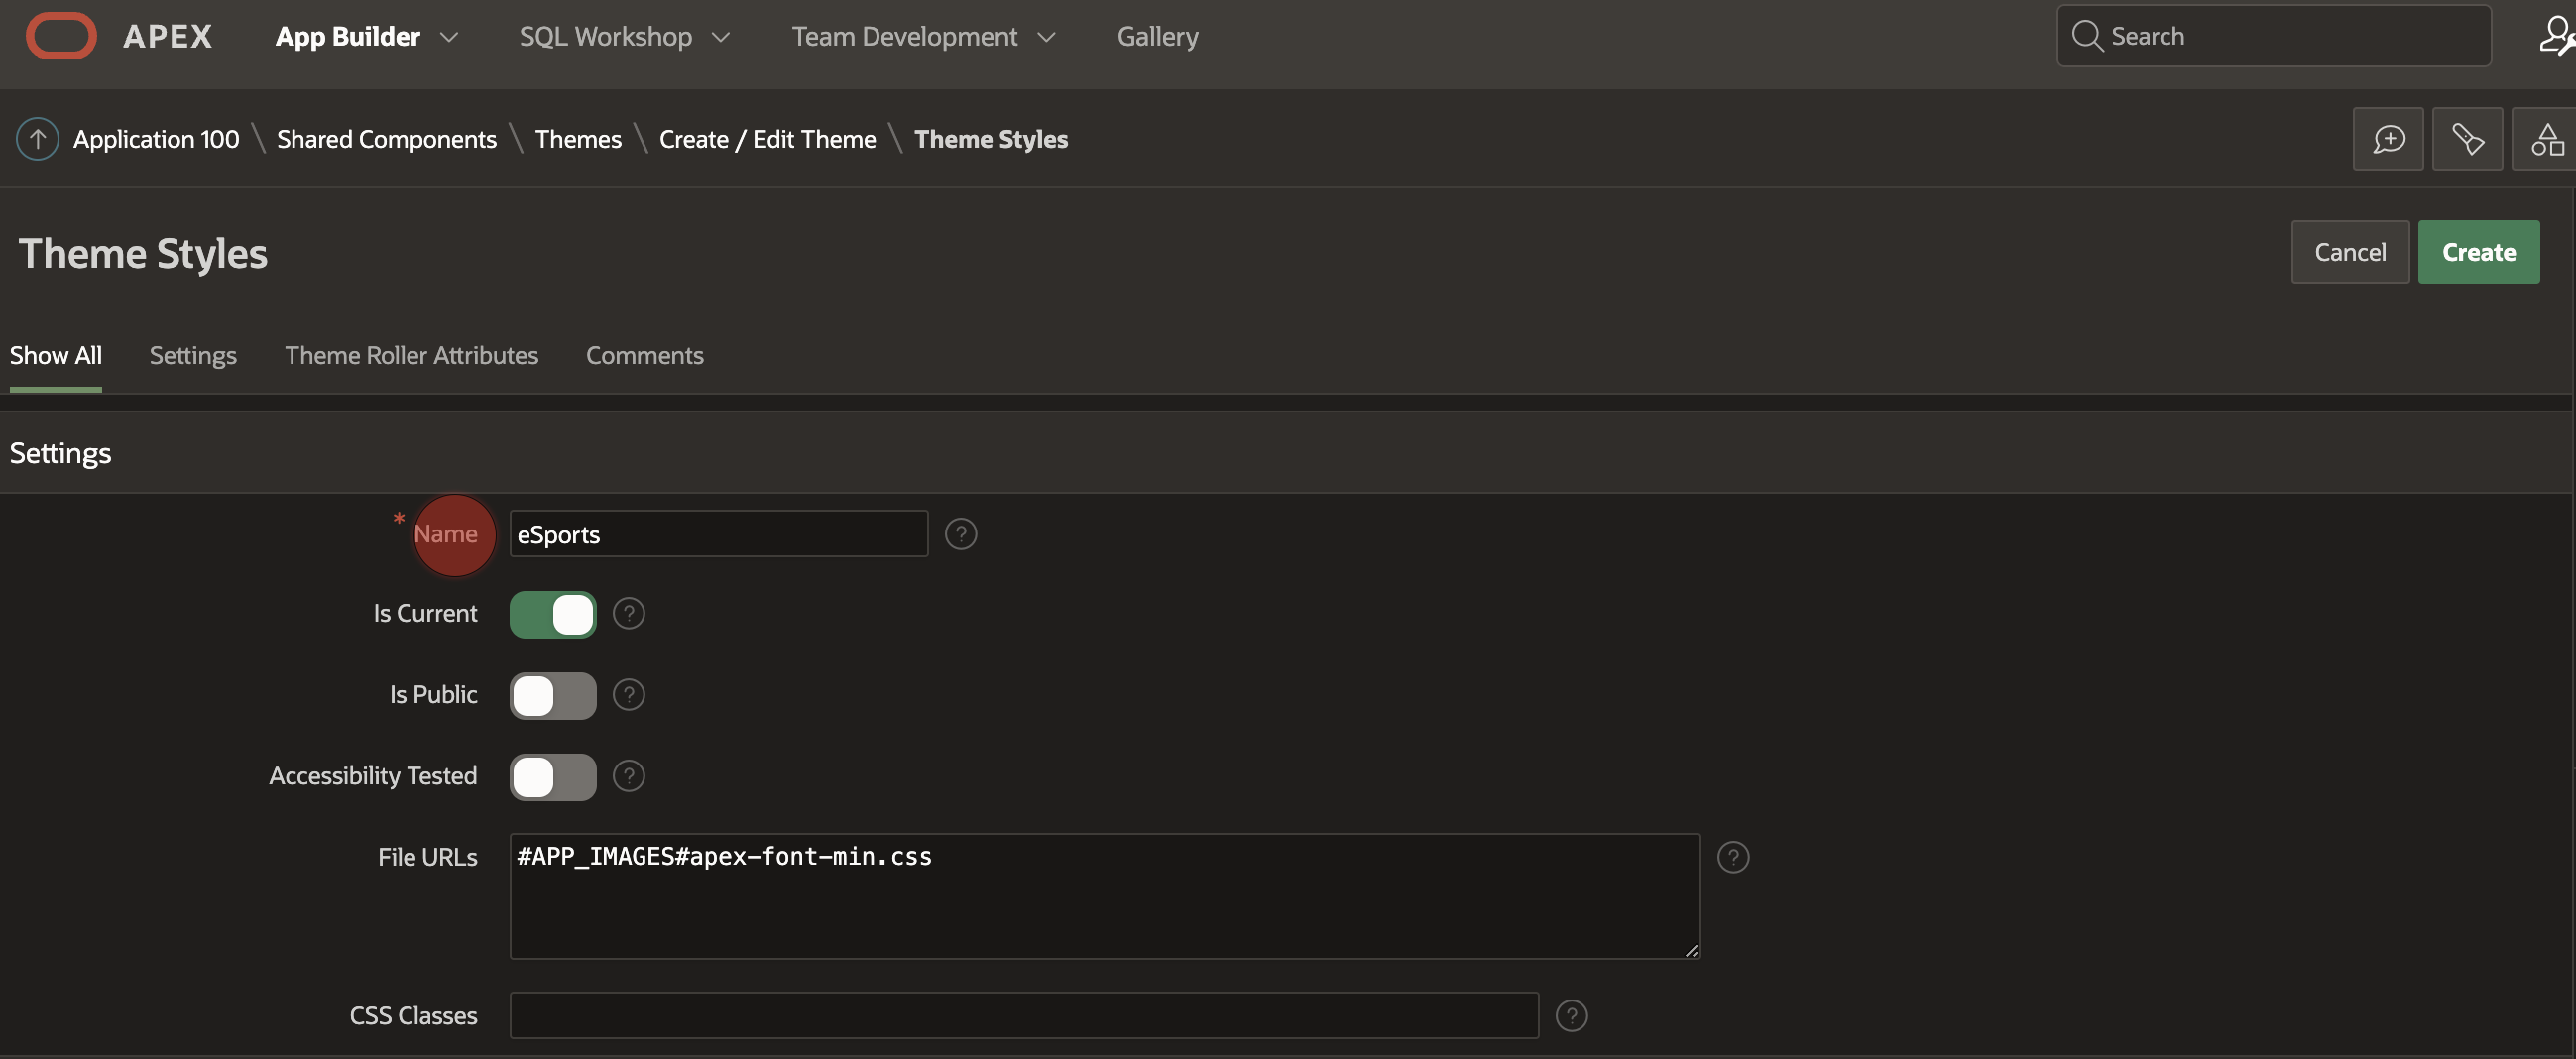 APEX App Builder SQL Workshop Team Development Gallery Search
Application 100 \ Shared Components \ Themes \ Create / Edit Theme \ Theme Styles
Theme Styles
Cancel Create
Show All Settings Theme Roller Attributes Comments
Settings
* Name eSports ?
Is Current ?
Is Public ?
Accessibility Tested ?
File URLs #APP_IMAGES#apex-font-min.css ?
CSS Classes ?